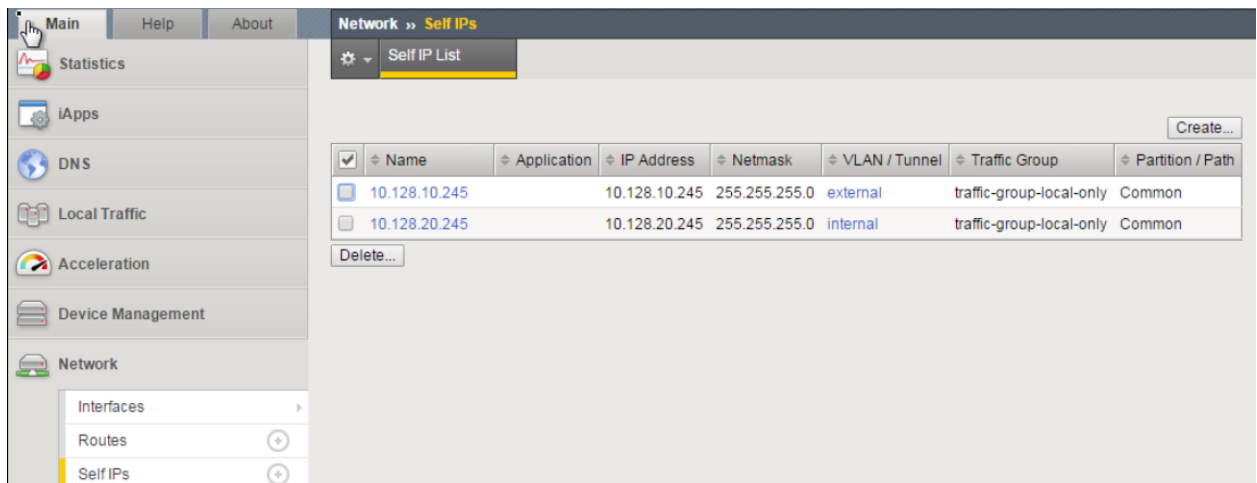 Main Help About
Network ›› Self IPs
Self IP List
Statistics
iApps
DNS
Local Traffic
Acceleration
Device Management
Network
Interfaces
Routes
Self IPs
Create...
Name Application IP Address Netmask VLAN / Tunnel Traffic Group Partition / Path
10.128.10.245 10.128.10.245 255.255.255.0 external traffic-group-local-only Common
10.128.20.245 10.128.20.245 255.255.255.0 internal traffic-group-local-only Common
Delete...